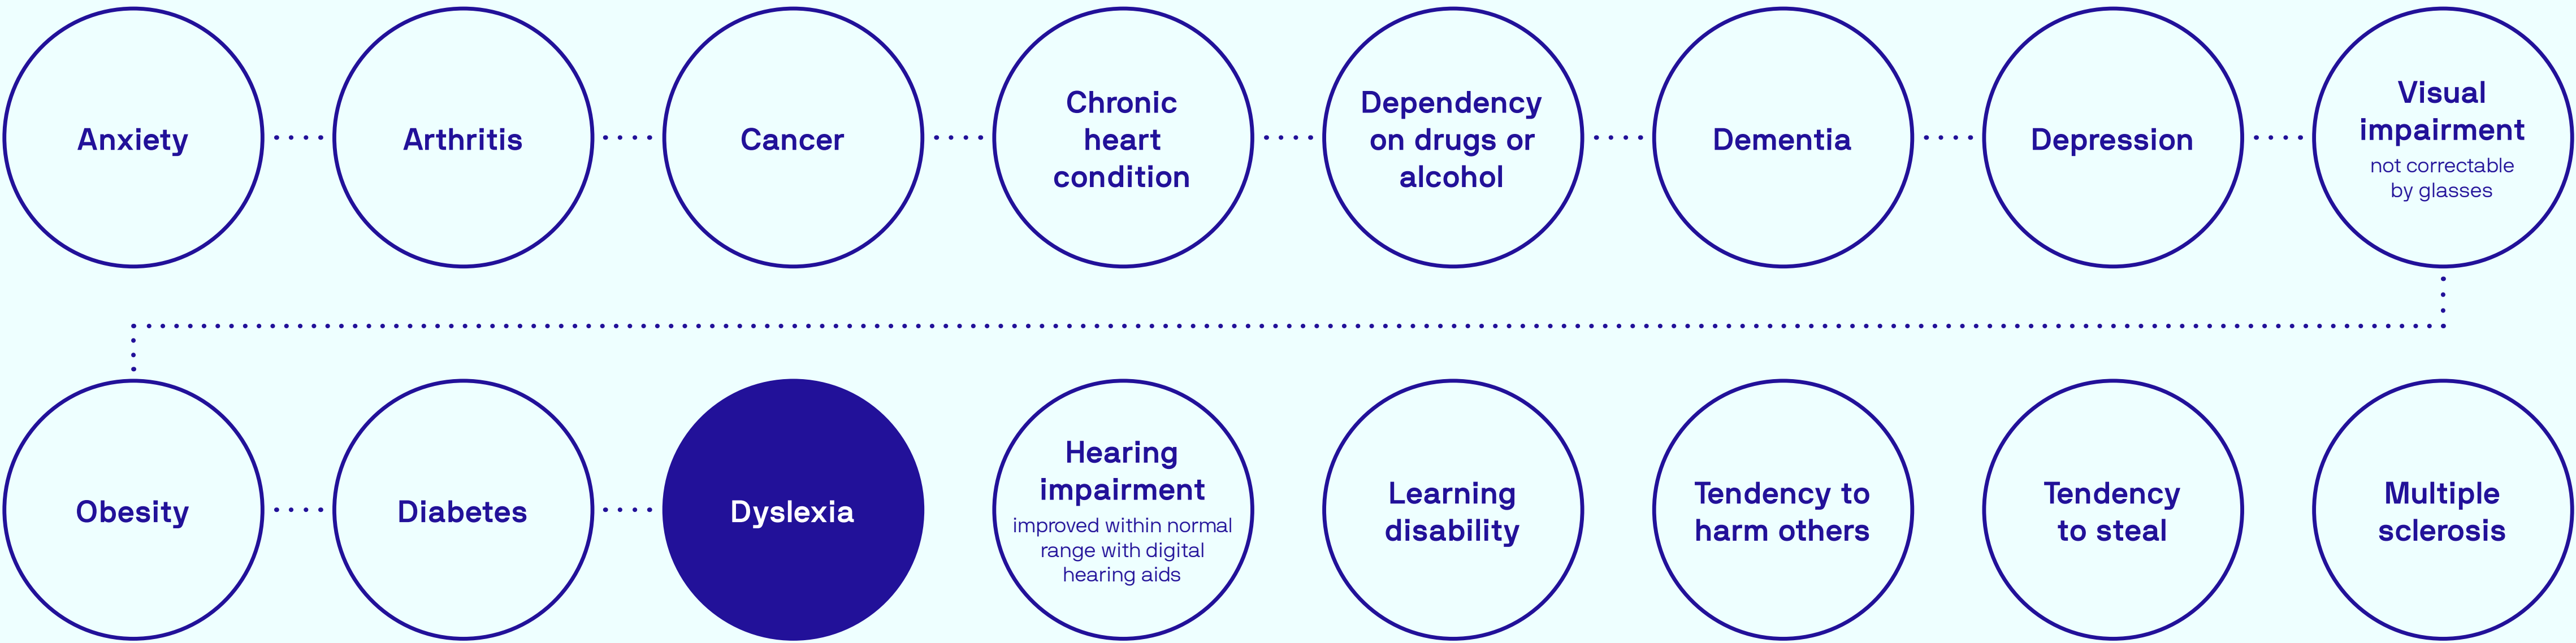 Anxiety
Arthritis
Cancer
Chronic
heart
condition
Dependency
on drugs or
alcohol
Dementia
Depression
Visual
impairment
not correctable
by glasses
Obesity
Diabetes
Dyslexia
Hearing
impairment
improved within normal
range with digital
hearing aids
Learning
disability
Tendency to
harm others
Tendency
to steal
Multiple
sclerosis